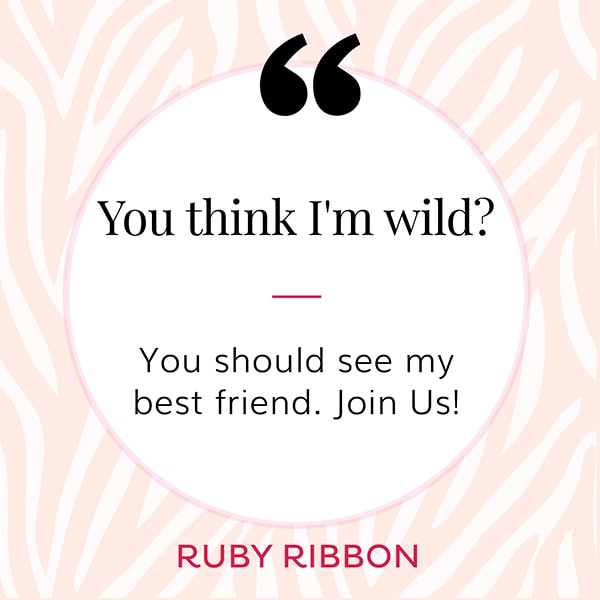 “
You think I'm wild?
You should see my
best friend. Join Us!
RUBY RIBBON